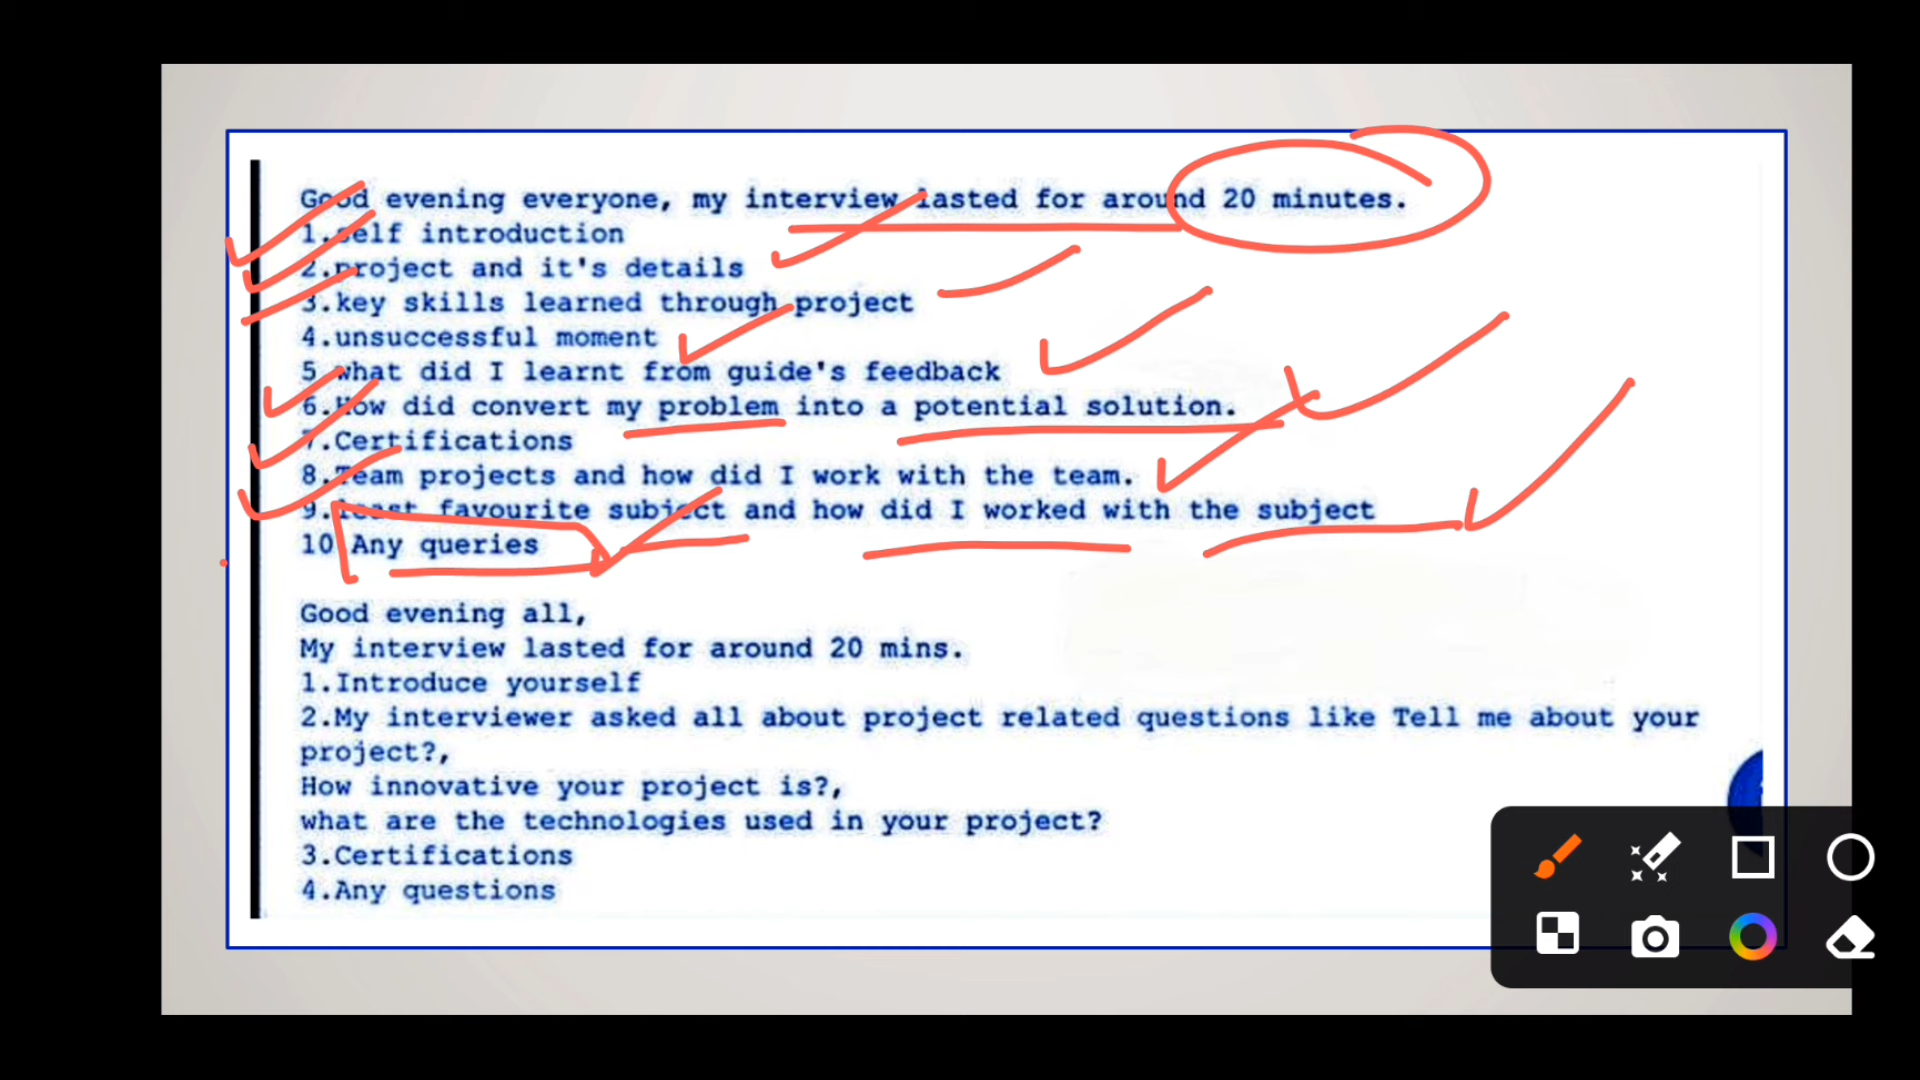 Good evening everyone, my interview lasted for around 20 minutes.
1.self introduction
2.project and it's details
3.key skills learned through project
4.unsuccessful moment
5.what did I learnt from guide's feedback
6.How did convert my problem into a potential solution.
7.Certifications
8.Team projects and how did I work with the team.
9.least favourite subject and how did I worked with the subject
10.Any queries
Good evening all,
My interview lasted for around 20 mins.
1.Introduce yourself
2.My interviewer asked all about project related questions like Tell me about your
project?,
How innovative your project is?,
what are the technologies used in your project?
3.Certifications
4.Any questions